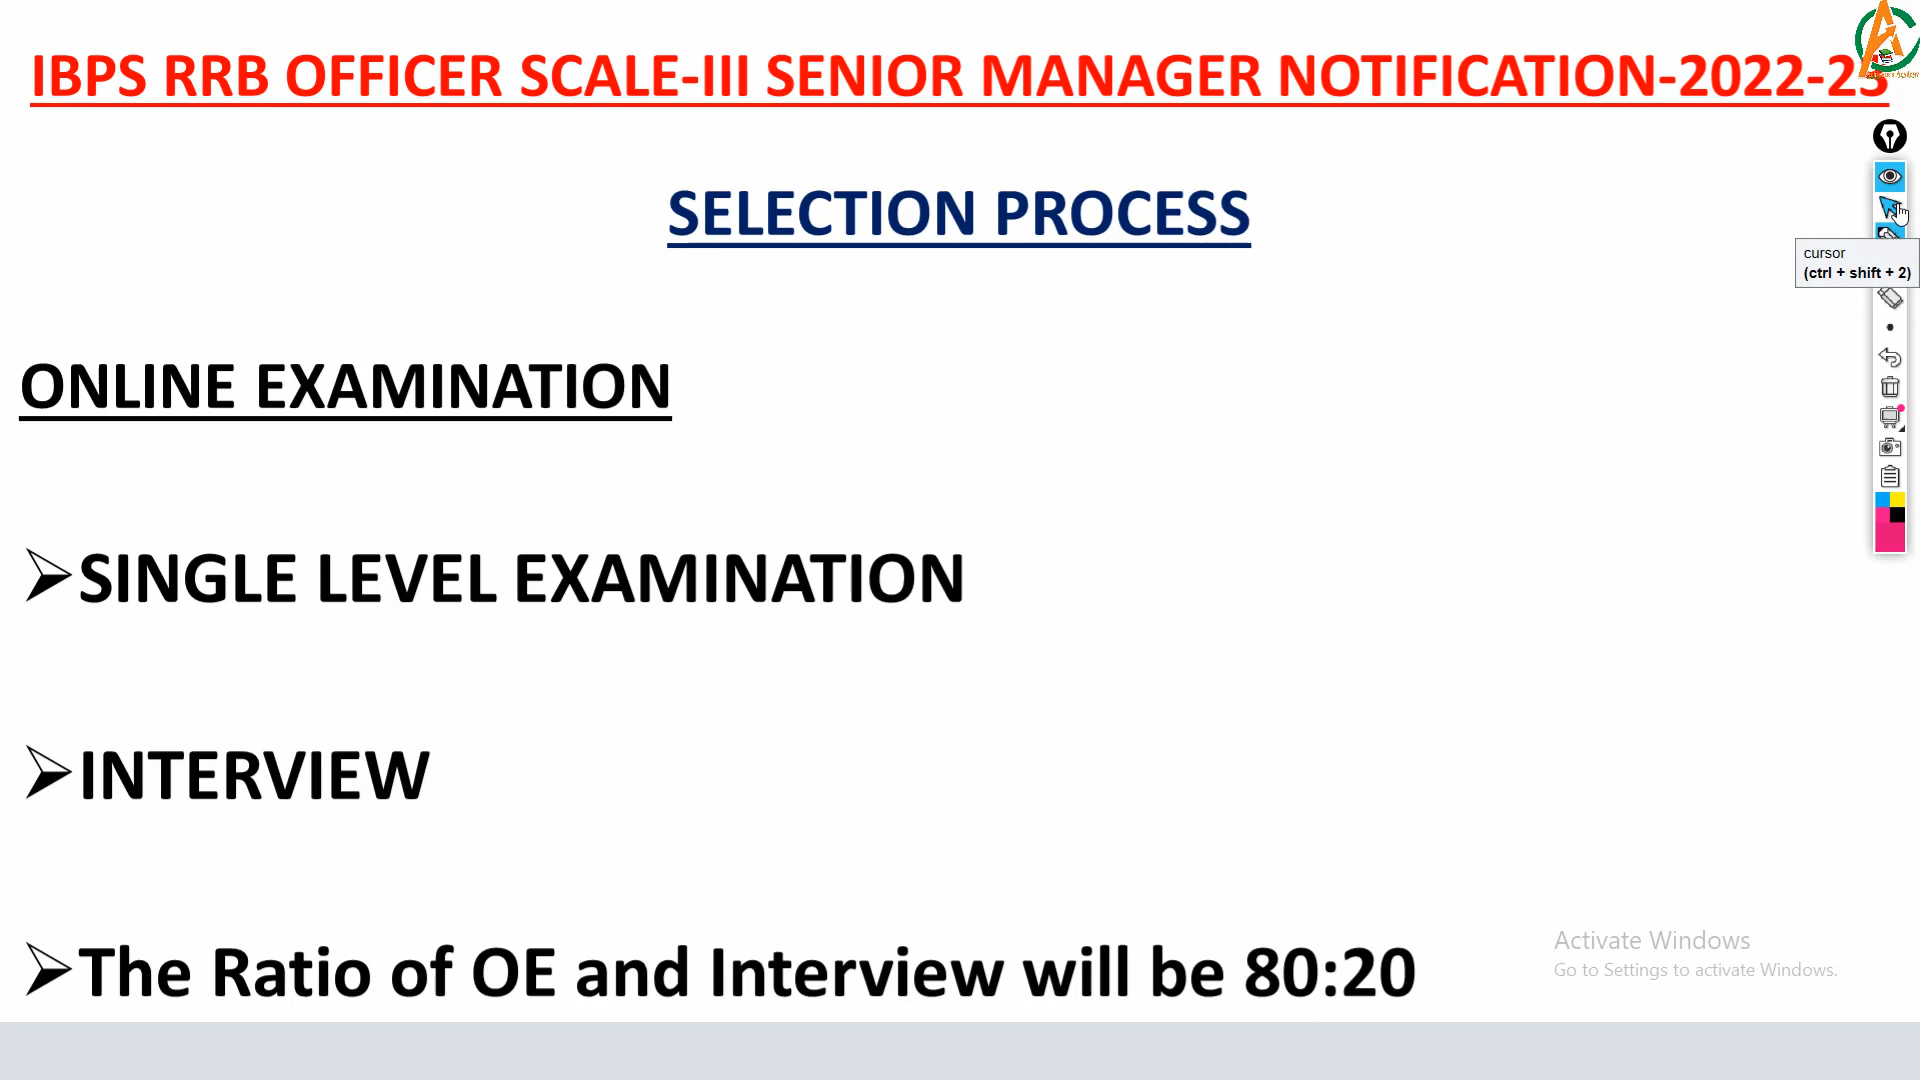 IBPS RRB OFFICER SCALE-III SENIOR MANAGER NOTIFICATION-2022-23
SELECTION PROCESS
cursor
(ctrl + shift + 2)
ONLINE EXAMINATION
➢SINGLE LEVEL EXAMINATION
➢INTERVIEW
➢The Ratio of OE and Interview will be 80:20
Activate Windows
Go to Settings to activate Windows.